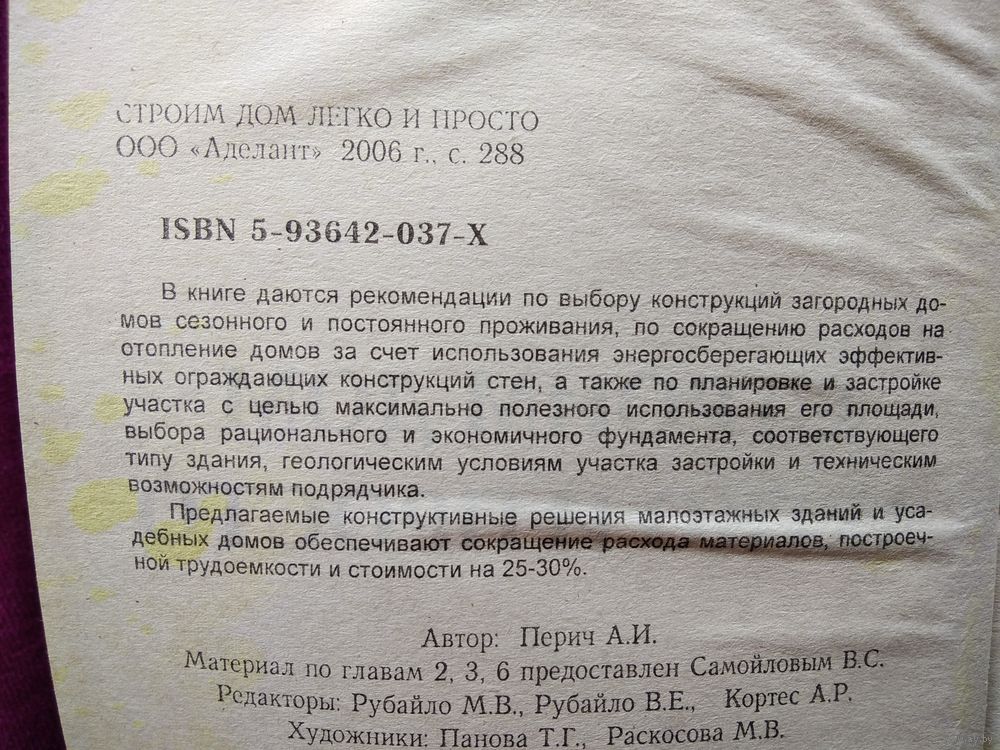 СТРОИМ ДОМ ЛЕГКО И ПРОСТО
ООО «Аделант» 2006 г., с. 288
ISBN 5-93642-037-X
В книге даются рекомендации по выбору конструкций загородных до-
мов сезонного и постоянного проживания, по сокращению расходов на
отопление домов за счет использования энергосберегающих эффектив-
ных ограждающих конструкций стен, а также по планировке и застройке
участка с целью максимально полезного использования его площади,
выбора рационального и экономичного фундамента, соответствующего
типу здания, геологическим условиям участка застройки и техническим
возможностям подрядчика.
Предлагаемые конструктивные решения малоэтажных зданий и уса-
дебных домов обеспечивают сокращение расхода материалов, построеч-
ной трудоемкости и стоимости на 25-30%.
Автор: Перич А.И.
Материал по главам 2, 3, 6 предоставлен Самойловым В.С.
Редакторы: Рубайло М.В., Рубайло В.Е., Кортес А.Р.
Художники: Панова Т.Г., Раскосова М.В.